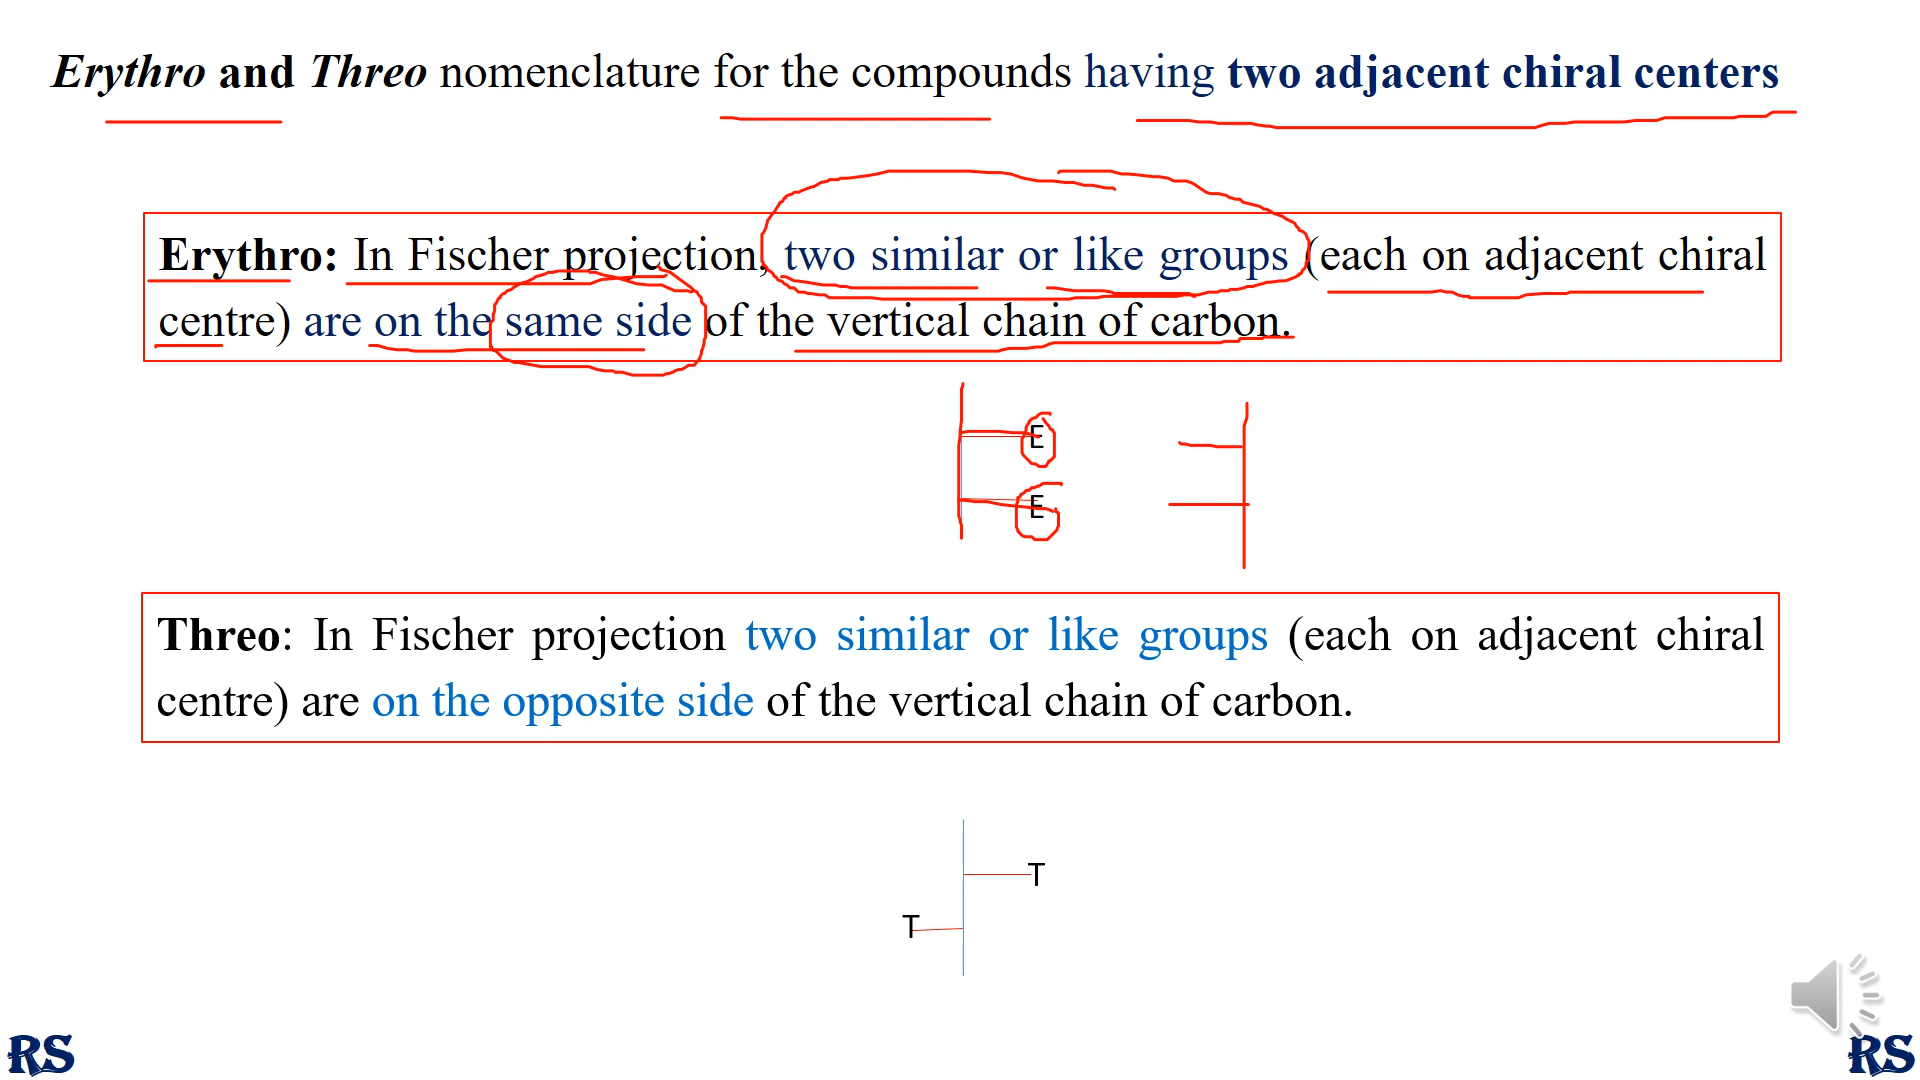 Erythro and Threo nomenclature for the compounds having two adjacent chiral centers
Erythro: In Fischer projection, two similar or like groups (each on adjacent chiral
centre) are on the same side of the vertical chain of carbon.
E
E
Threo: In Fischer projection two similar or like groups (each on adjacent chiral
centre) are on the opposite side of the vertical chain of carbon.
T
T
RS
RS